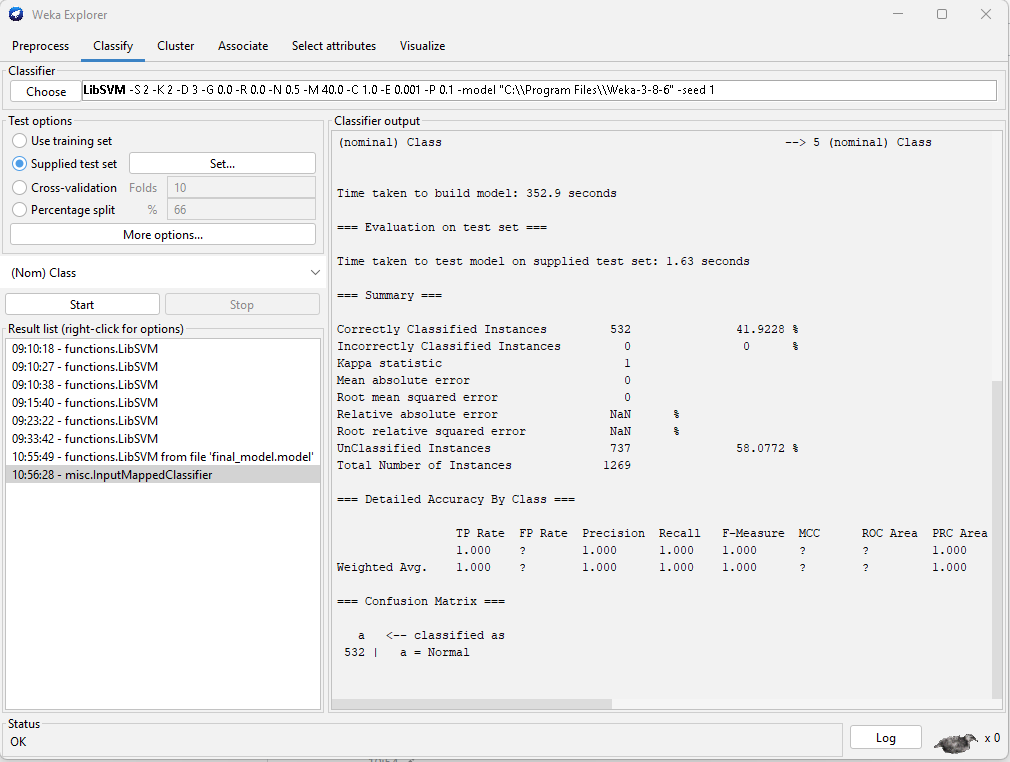 Weka Explorer
Preprocess Classify Cluster Associate Select attributes Visualize
Classifier
Choose LibSVM -S 2 -K 2 -D 3 -G 0.0 -R 0.0 -N 0.5 -M 40.0 -C 1.0 -E 0.001 -P 0.1 -model "C:\\Program Files\\Weka-3-8-6" -seed 1
Test options
Use training set
Supplied test set Set...
Cross-validation Folds 10
Percentage split % 66
More options...
(Nom) Class
Start Stop
Result list (right-click for options)
09:10:18 - functions.LibSVM
09:10:27 - functions.LibSVM
09:10:38 - functions.LibSVM
09:15:40 - functions.LibSVM
09:23:22 - functions.LibSVM
09:33:42 - functions.LibSVM
10:55:49 - functions.LibSVM from file 'final_model.model'
10:56:28 - misc.InputMappedClassifier
Classifier output
(nominal) Class --> 5 (nominal) Class
Time taken to build model: 352.9 seconds
=== Evaluation on test set ===
Time taken to test model on supplied test set: 1.63 seconds
=== Summary ===
Correctly Classified Instances 532 41.9228 %
Incorrectly Classified Instances 0 0 %
Kappa statistic 1
Mean absolute error 0
Root mean squared error 0
Relative absolute error NaN %
Root relative squared error NaN %
UnClassified Instances 737 58.0772 %
Total Number of Instances 1269
=== Detailed Accuracy By Class ===
TP Rate FP Rate Precision Recall F-Measure MCC ROC Area PRC Area
1.000 ? 1.000 1.000 1.000 ? ? 1.000
Weighted Avg. 1.000 ? 1.000 1.000 1.000 ? ? 1.000
=== Confusion Matrix ===
a <-- classified as
532 | a = Normal
Status
OK
Log x 0